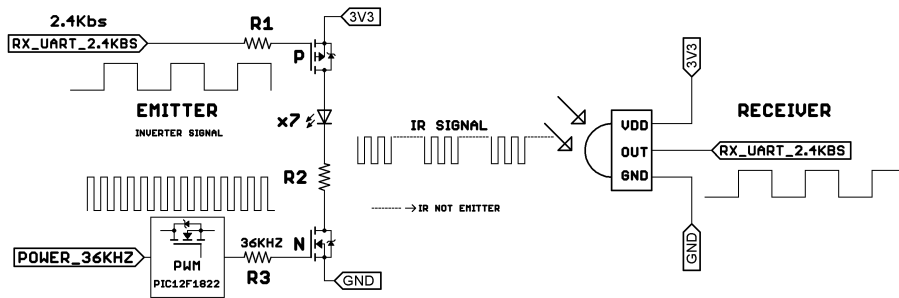 2.4Kbs
R1
3V3
RX_UART_2.4KBS
P
EMITTER
INVERTER SIGNAL
x7
IR SIGNAL
3V3
RECEIVER
VDD
OUT
GND
RX_UART_2.4KBS
R2
------→IR NOT EMITTER
POWER_36KHZ
PWM
PIC12F1822
36KHZ
R3
N
GND
GND